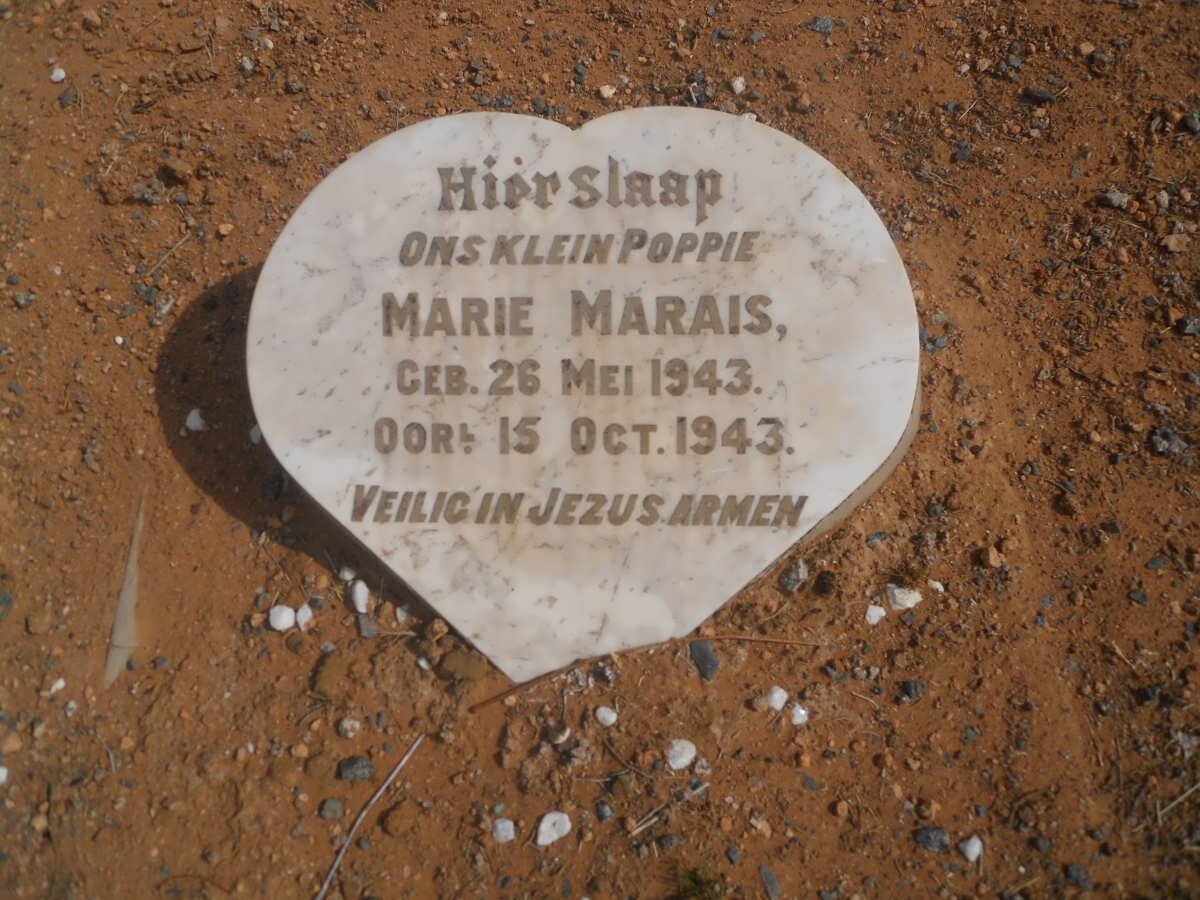 Hier slaap
ONS KLEIN POPPIE
MARIE MARAIS,
GEB. 26 MEI 1943.
OORL. 15 OCT. 1943.
VEILIG IN JEZUS ARMEN